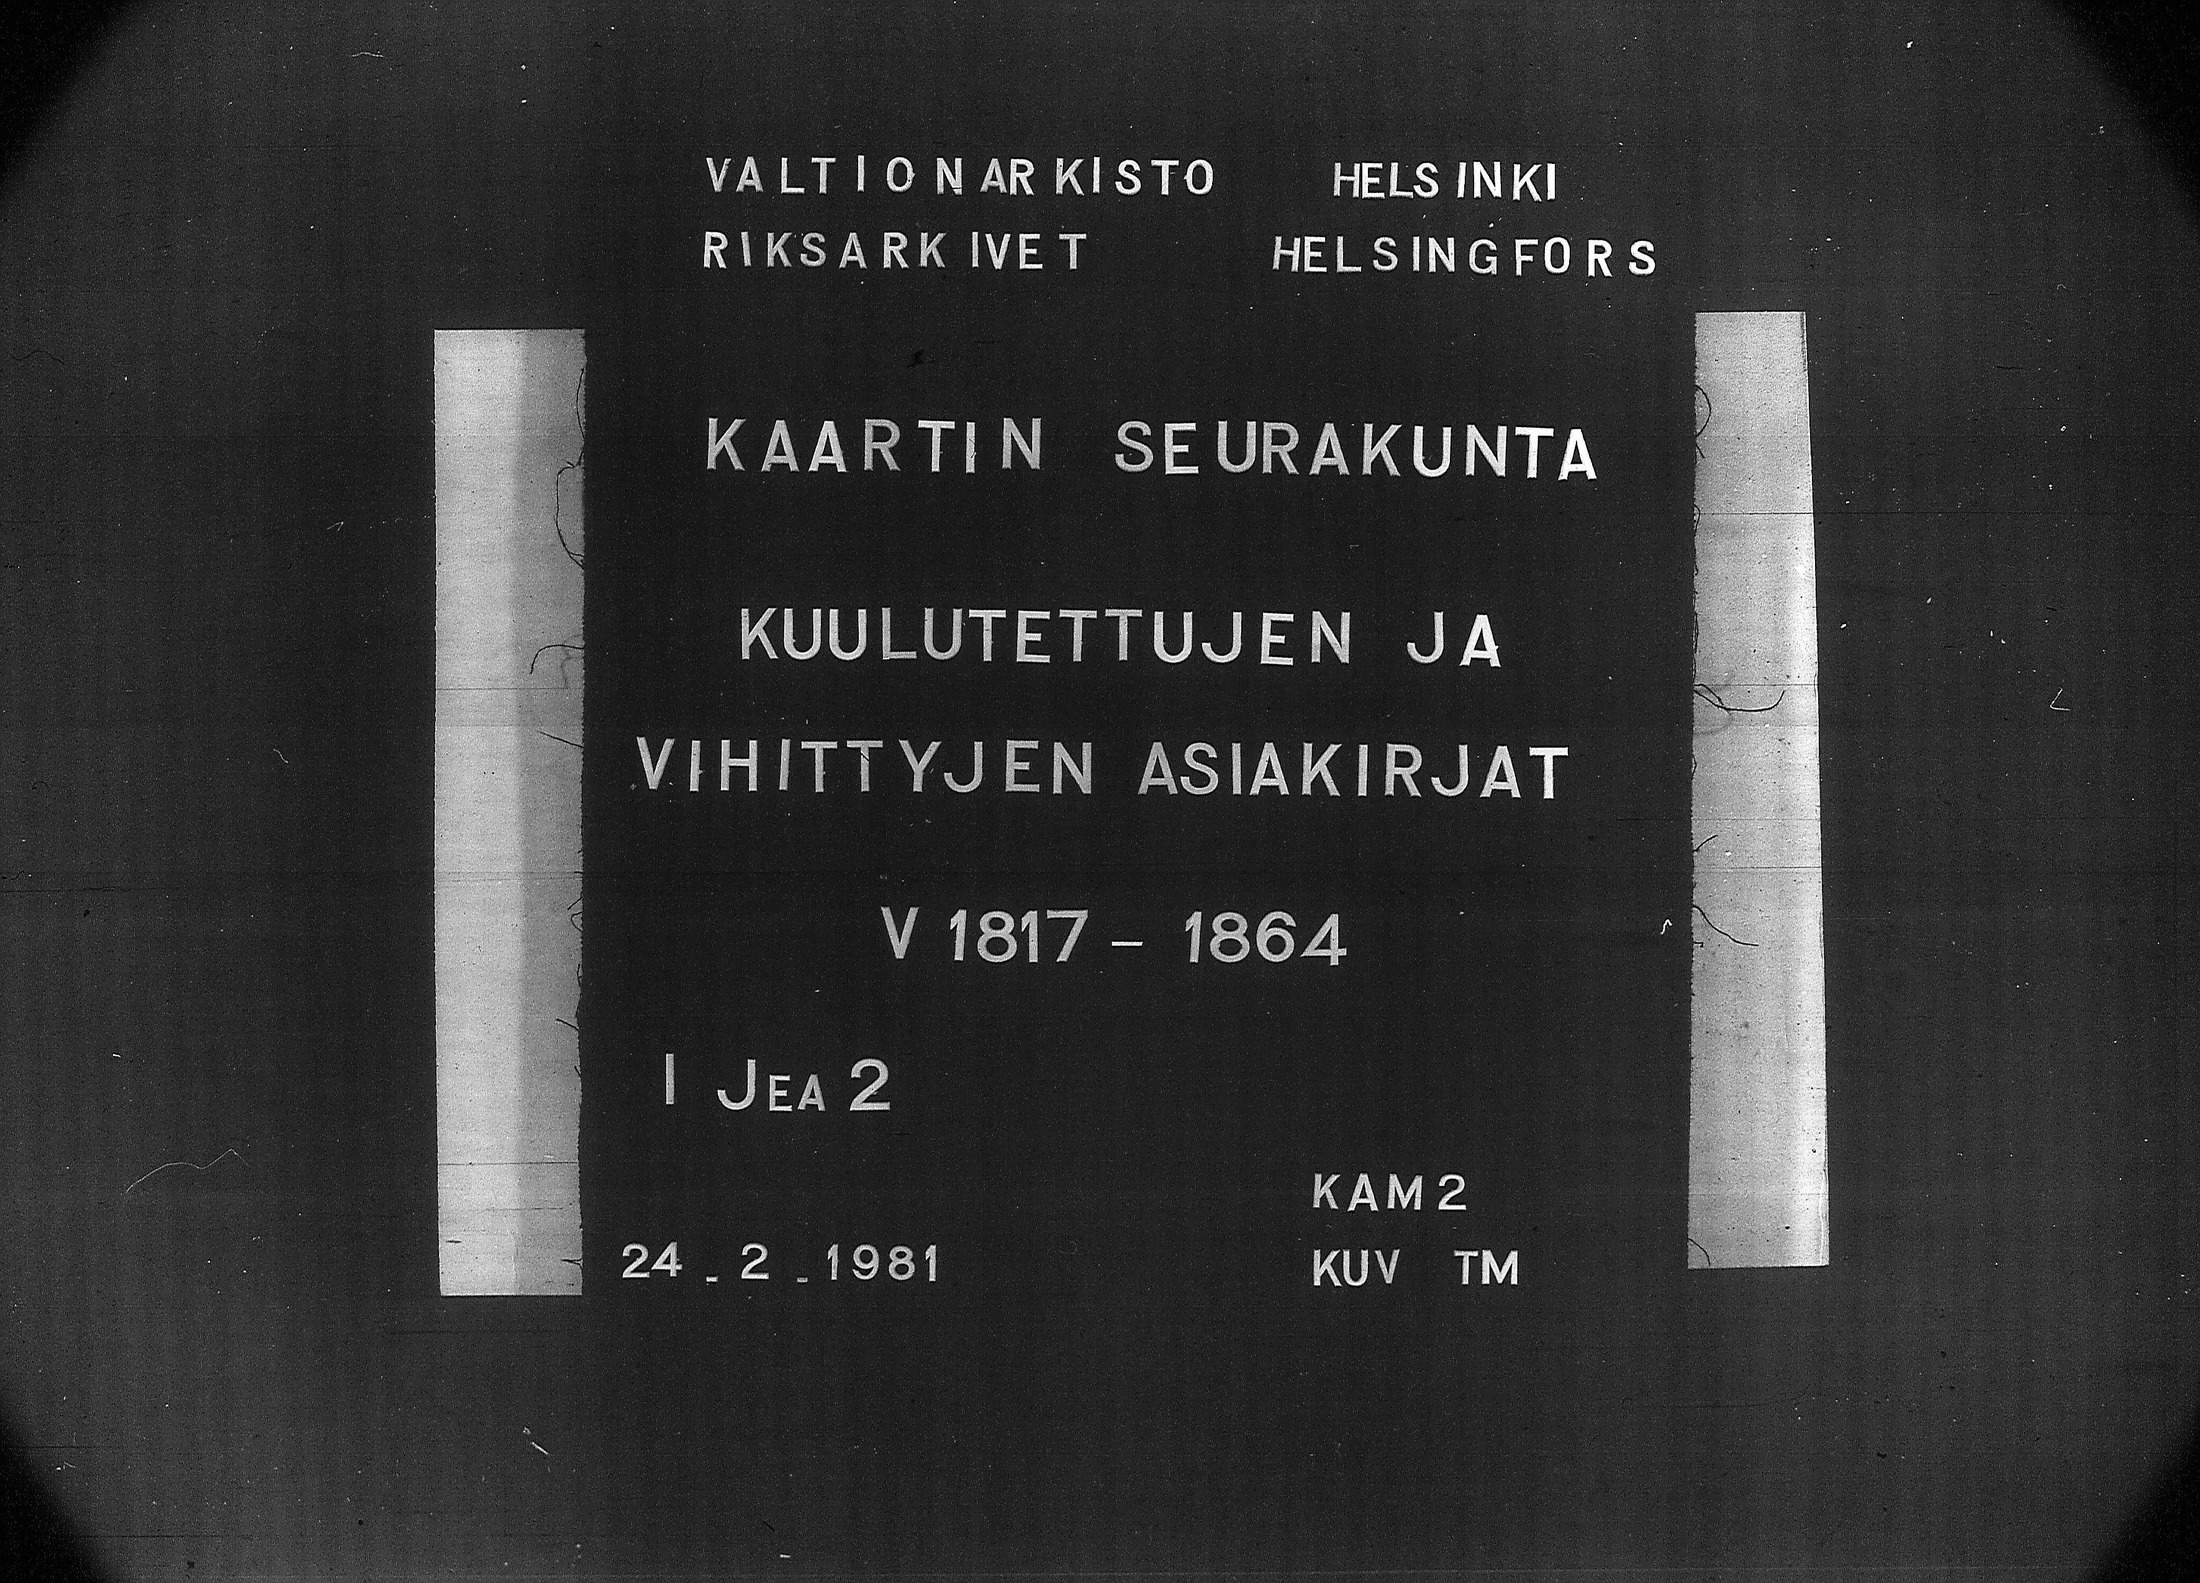 VALTIONARKISTO HELSINKI
RIKSARKIVET HELSINGFORS
KAARTIN SEURAKUNTA
KUULUTETTUJEN JA
VIHITTYJEN ASIAKIRJAT
V 1817 – 1864
I JEA 2
KAM 2
24 - 2 - 1981 KUV TM